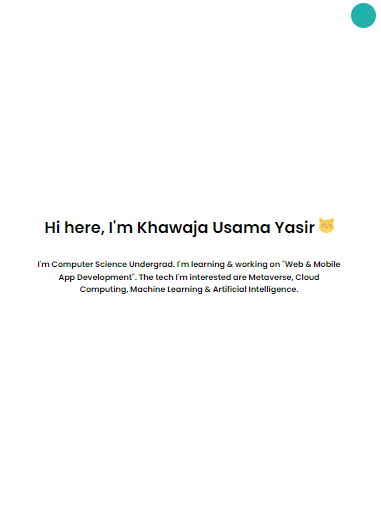 Hi here, I'm Khawaja Usama Yasir
I'm Computer Science Undergrad. I'm learning & working on "Web & Mobile
App Development". The tech I'm interested are Metaverse, Cloud
Computing, Machine Learning & Artificial Intelligence.